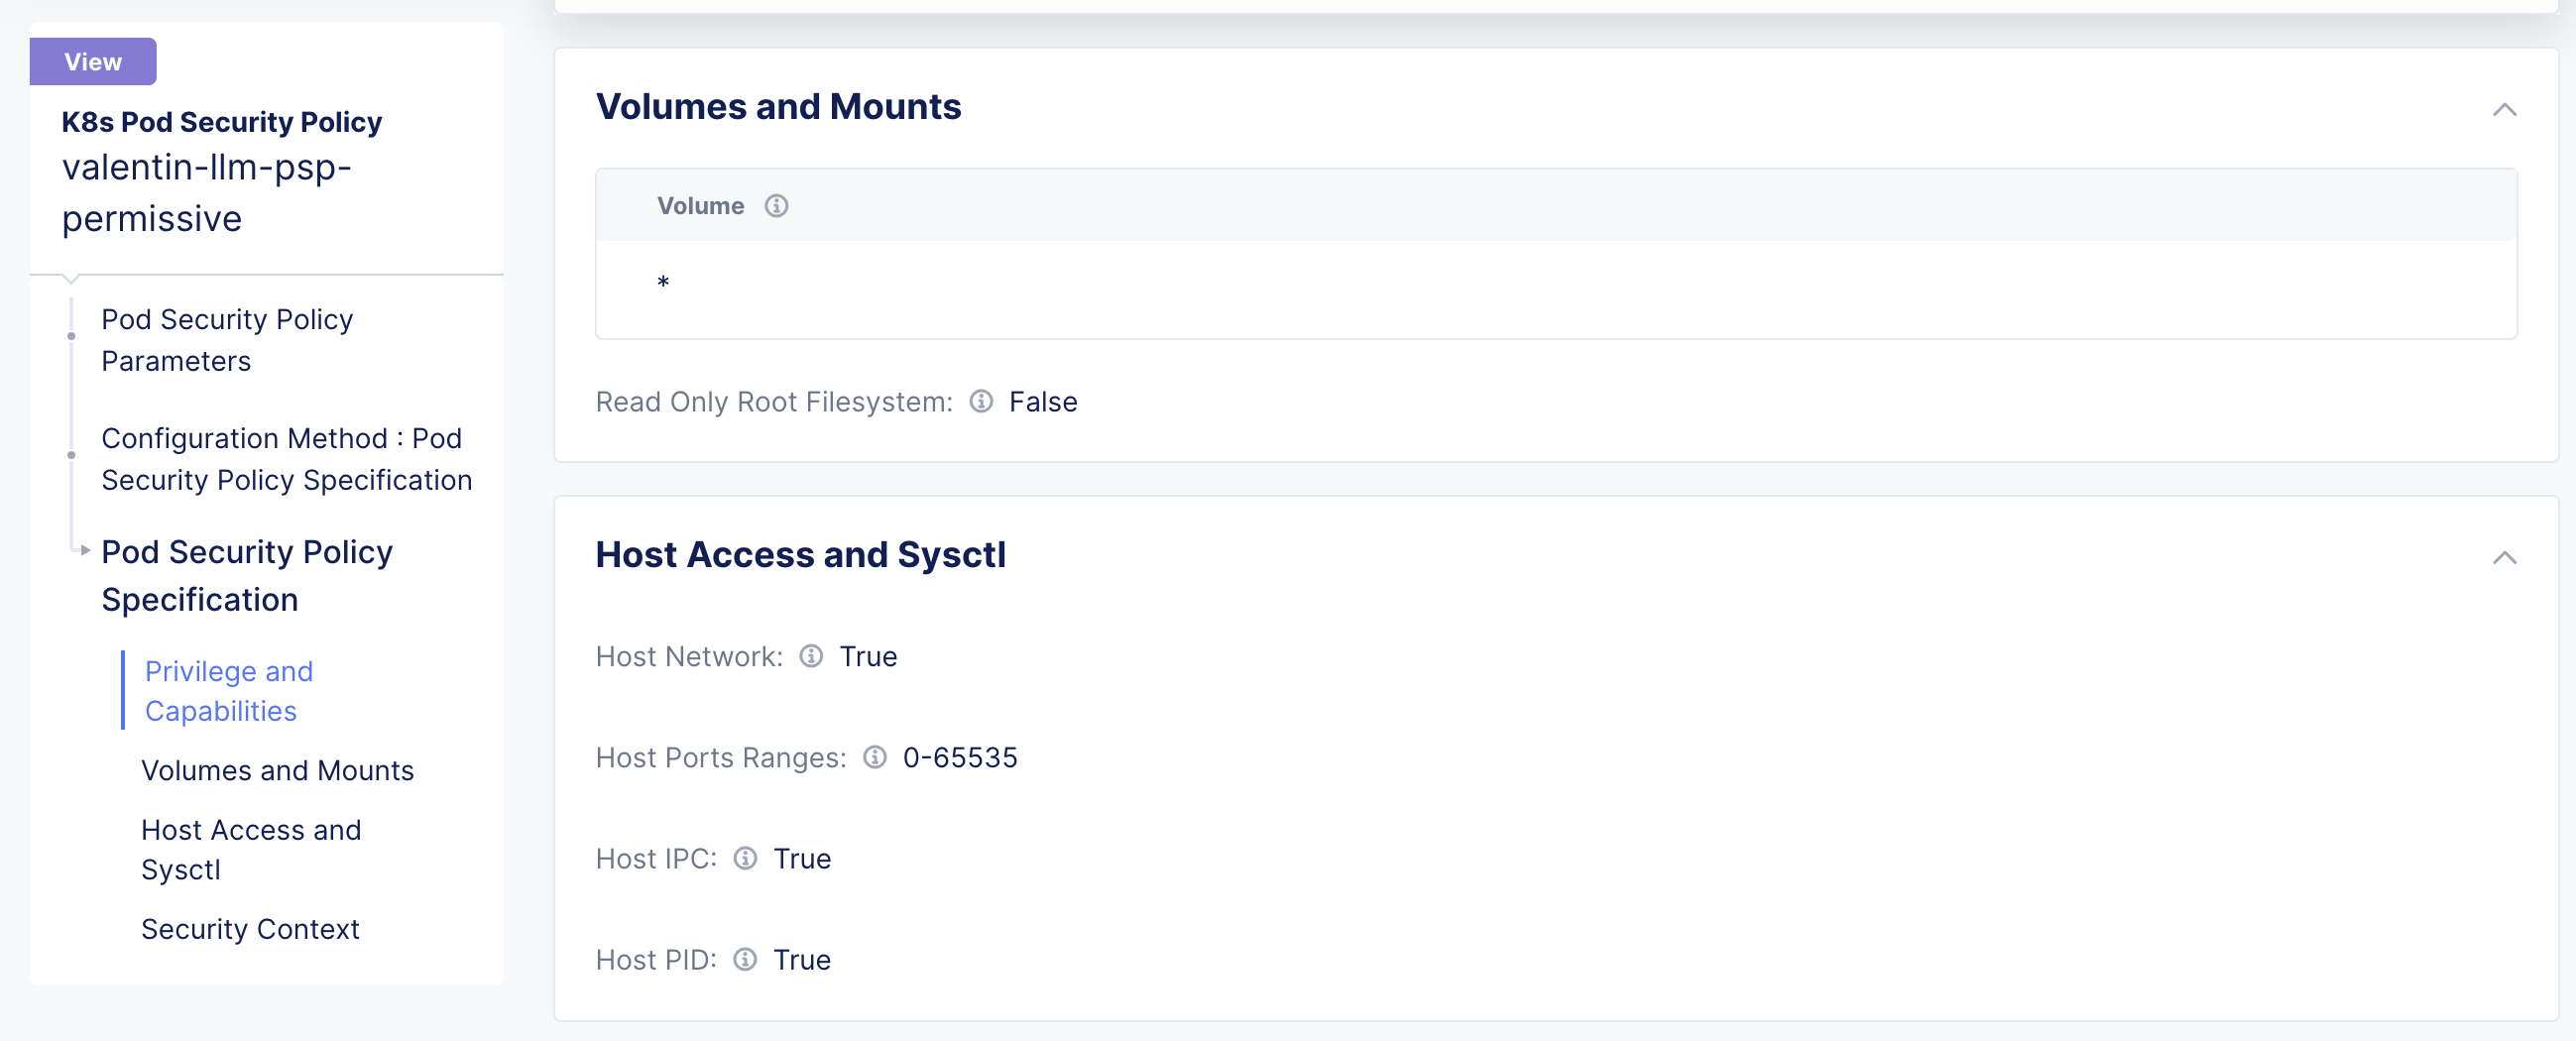 View
K8s Pod Security Policy
valentin-llm-psp-
permissive
Pod Security Policy
Parameters
Configuration Method : Pod
Security Policy Specification
Pod Security Policy
Specification
Privilege and
Capabilities
Volumes and Mounts
Host Access and
Sysctl
Security Context
Volumes and Mounts
Volume
*
Read Only Root Filesystem: False
Host Access and Sysctl
Host Network: True
Host Ports Ranges: 0-65535
Host IPC: True
Host PID: True